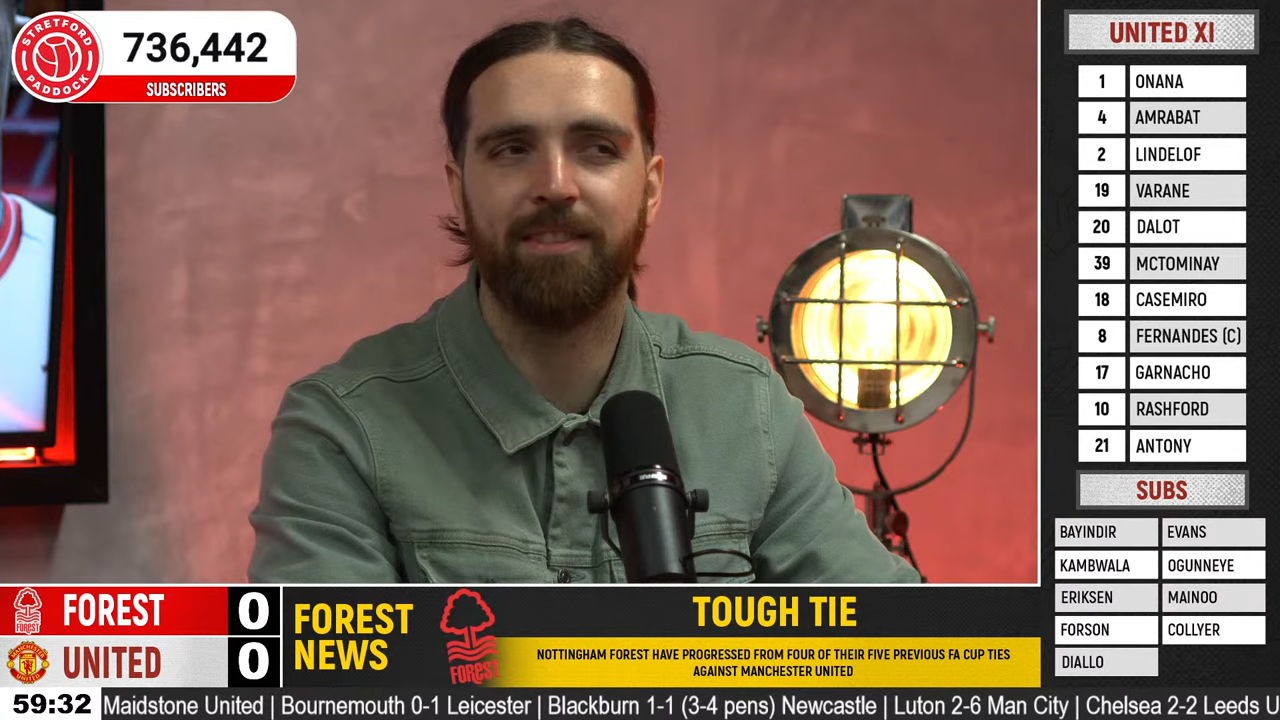 STRETFORD
PADDOCK
736,442
SUBSCRIBERS
UNITED XI
1 ONANA
4 AMRABAT
2 LINDELOF
19 VARANE
20 DALOT
39 MCTOMINAY
18 CASEMIRO
8 FERNANDES (C)
17 GARNACHO
10 RASHFORD
21 ANTONY
SUBS
BAYINDIR EVANS
KAMBWALA OGUNNEYE
ERIKSEN MAINOO
FORSON COLLYER
DIALLO
FOREST
FOREST 0
MANCHESTER
UNITED
UNITED 0
FOREST
NEWS
FOREST
TOUGH TIE
NOTTINGHAM FOREST HAVE PROGRESSED FROM FOUR OF THEIR FIVE PREVIOUS FA CUP TIES
AGAINST MANCHESTER UNITED
59:32 Maidstone United | Bournemouth 0-1 Leicester | Blackburn 1-1 (3-4 pens) Newcastle | Luton 2-6 Man City | Chelsea 2-2 Leeds U